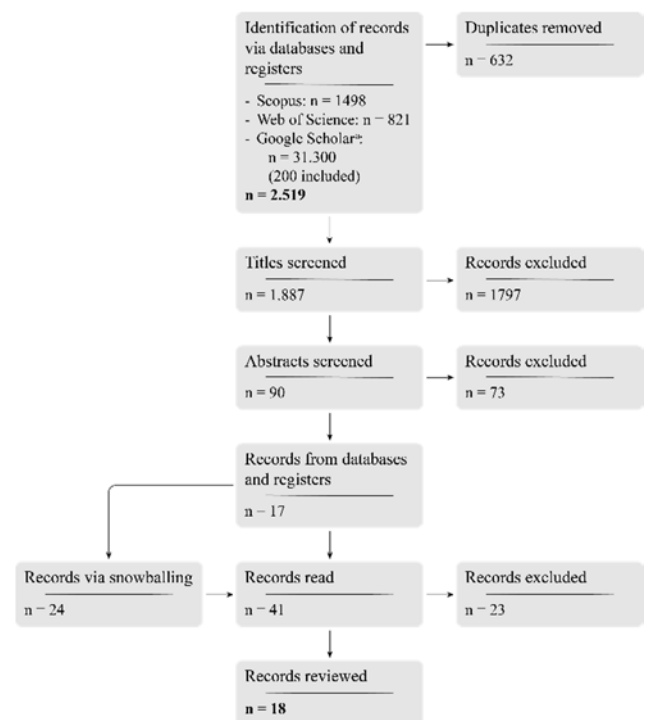 Identification of records
via databases and
registers
- Scopus: n = 1498
- Web of Science: n = 821
- Google Scholar*:
n = 31.300
(200 included)
n = 2.519
Duplicates removed
n = 632
Titles screened
n = 1.887
Records excluded
n = 1797
Abstracts screened
n = 90
Records excluded
n = 73
Records from databases
and registers
n = 17
Records via snowballing
n = 24
Records read
n = 41
Records excluded
n = 23
Records reviewed
n = 18